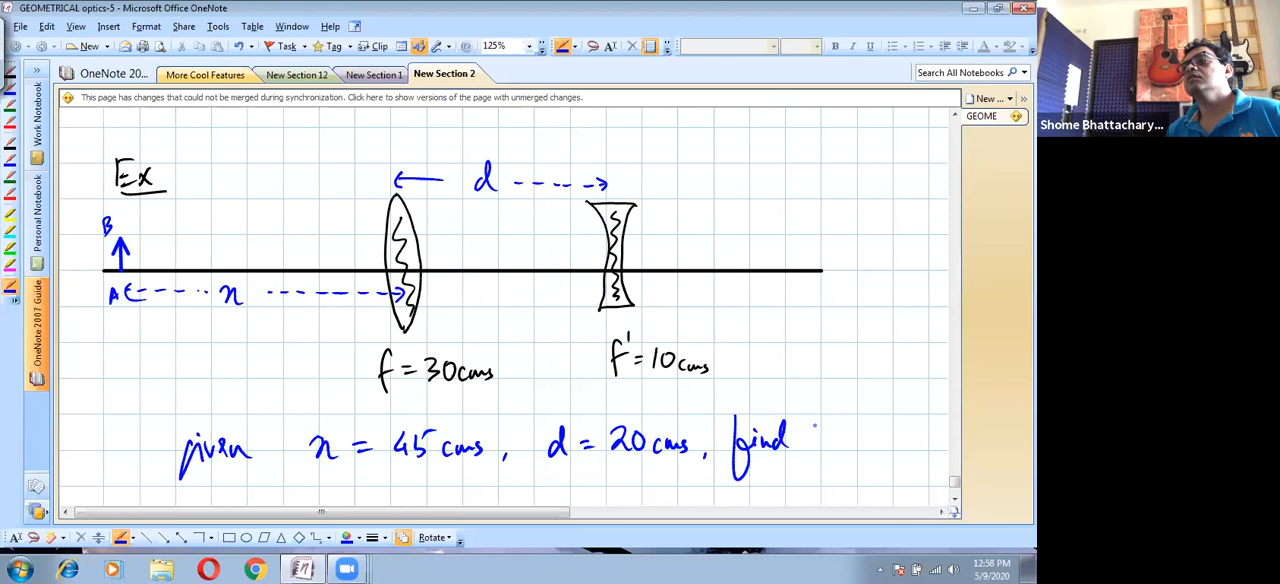 GEOMETRICAL optics-5 - Microsoft Office OneNote
File Edit View Insert Format Share Tools Table Window Help
New Task Tag Clip 125% B I U
OneNote 20... More Cool Features New Section 12 New Section 1 New Section 2 Search All Notebooks
This page has changes that could not be merged during synchronization. Click here to show versions of the page with unmerged changes.
New ...
GEOME
Work Notebook
Personal Notebook
OneNote 2007 Guide
Shome Bhattachary...
Ex
d
B
A x
f = 30cms
f' = 10cms
given x = 45 cms, d = 20cms, find
Rotate
12:58 PM
5/9/2020